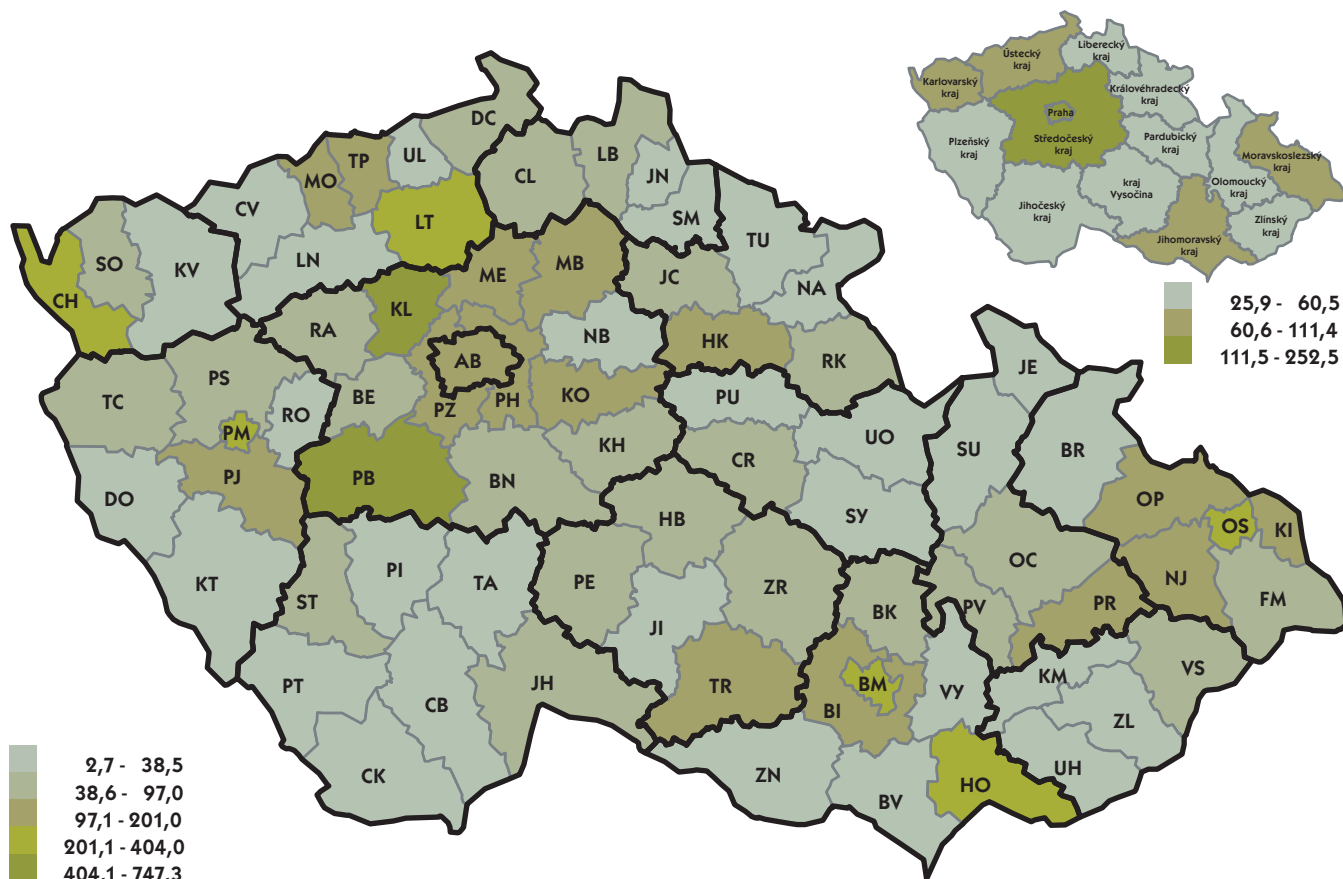 Ústecký
kraj
Liberecký
kraj
Karlovarský
kraj
Královéhradecký
kraj
Praha
Středočeský
kraj
Plzeňský
kraj
Pardubický
kraj
Moravskoslezský
kraj
kraj
Vysočina
Olomoucký
kraj
Jihočeský
kraj
Zlínský
kraj
Jihomoravský
kraj
25,9 - 60,5
60,6 - 111,4
111,5 - 252,5
DC
TP
UL
LB
MO
CL
JN
CV
LT
SM
TU
SO
KV
LN
ME
MB
JC
NA
CH
KL
RA
NB
HK
RK
AB
JE
PS
TC
BE
PZ
PH
KO
PU
RO
PM
UO
KH
SU
BR
CR
PJ
PB
BN
DO
OP
HB
SY
OS
KI
OC
KT
PI
TA
PE
ZR
NJ
ST
BK
PV
PR
FM
JI
VS
PT
JH
TR
BM
KM
CB
BI
VY
ZL
CK
ZN
HO
UH
BV
2,7 - 38,5
38,6 - 97,0
97,1 - 201,0
201,1 - 404,0
404,1 - 747,3